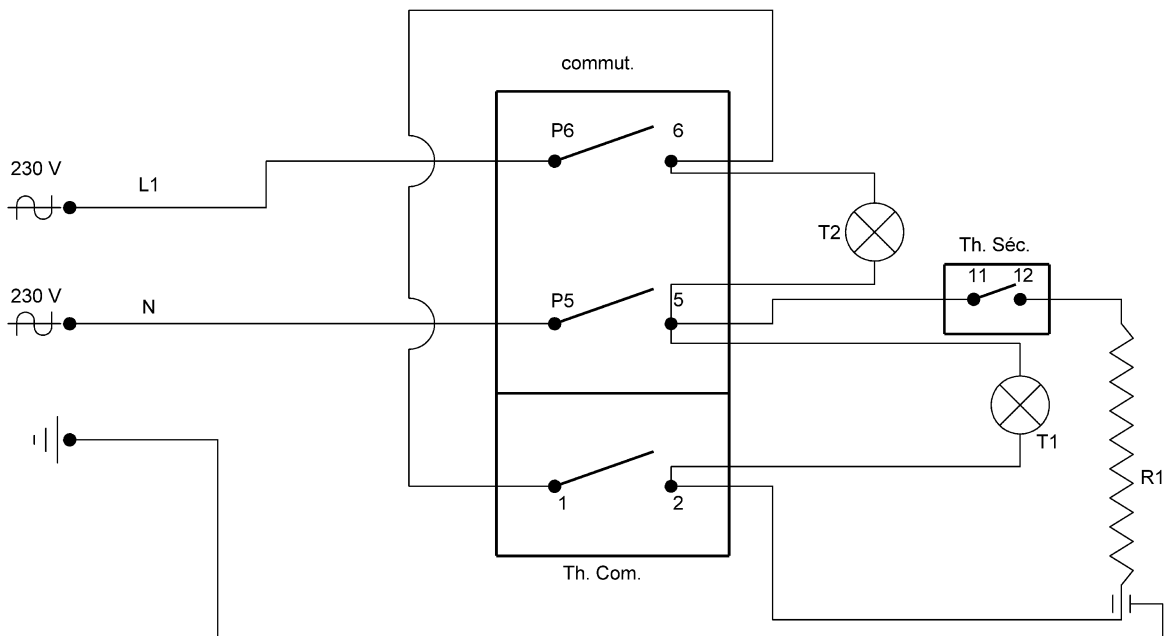 commut.
P6
6
230 V
L1
T2
Th. Séc.
11
12
230 V
N
P5
5
T1
R1
1
2
Th. Com.